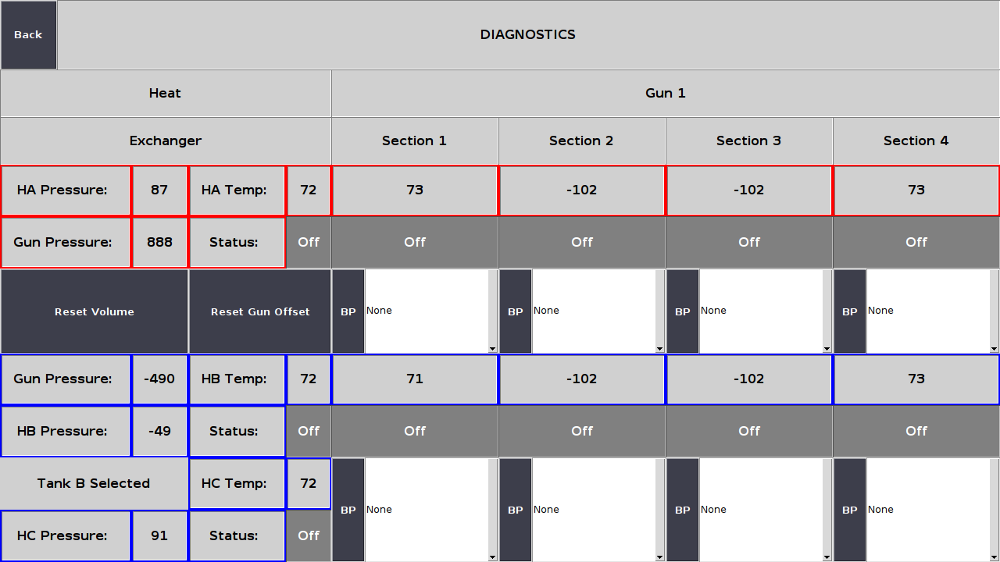 Back
DIAGNOSTICS
Heat
Gun 1
Exchanger
Section 1
Section 2
Section 3
Section 4
HA Pressure:
87
HA Temp:
72
73
-102
-102
73
Gun Pressure:
888
Status:
Off
Off
Off
Off
Off
Reset Volume
Reset Gun Offset
BP
None
BP
None
BP
None
BP
None
Gun Pressure:
-490
HB Temp:
72
71
-102
-102
73
HB Pressure:
-49
Status:
Off
Off
Off
Off
Off
Tank B Selected
HC Temp:
72
BP
None
BP
None
BP
None
BP
None
HC Pressure:
91
Status:
Off